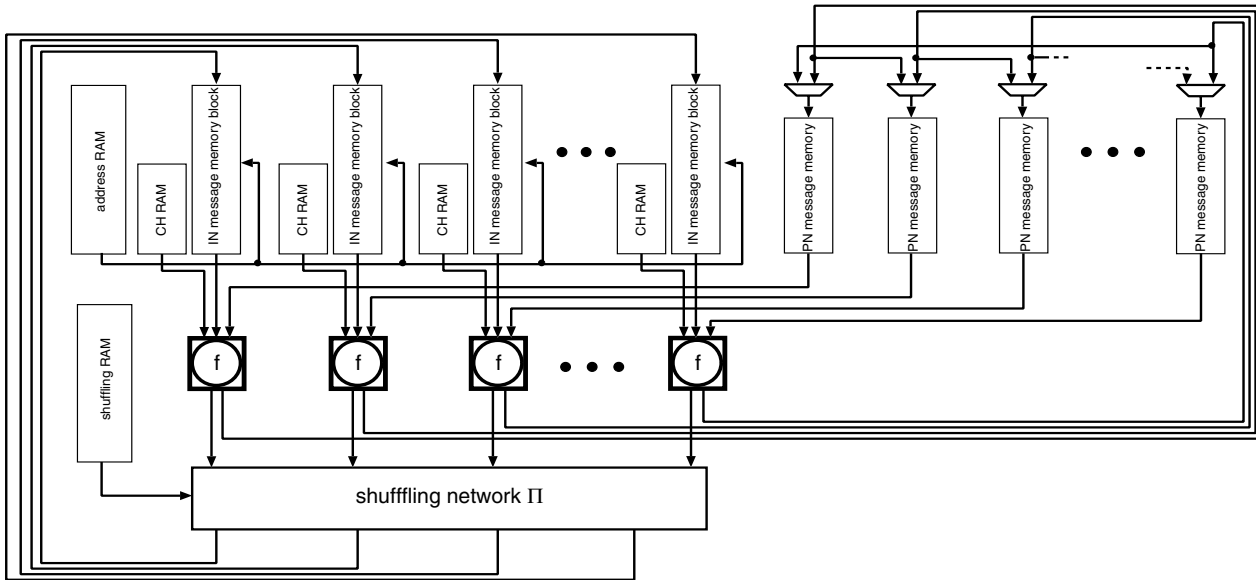 address RAM
CH RAM
IN message memory block
CH RAM
IN message memory block
CH RAM
IN message memory block
CH RAM
IN message memory block
PN message memory
PN message memory
PN message memory
PN message memory
shuffling RAM
f
f
f
f
shufffling network Π